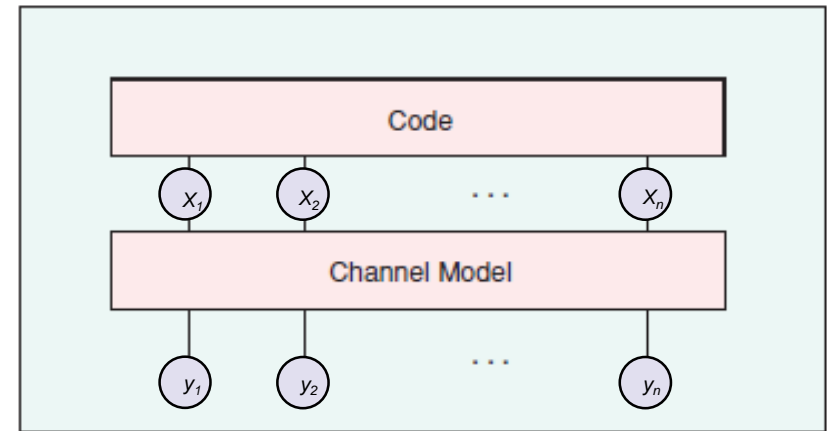 Code
X₁ X₂ ... Xₙ
Channel Model
y₁ y₂ ... yₙ